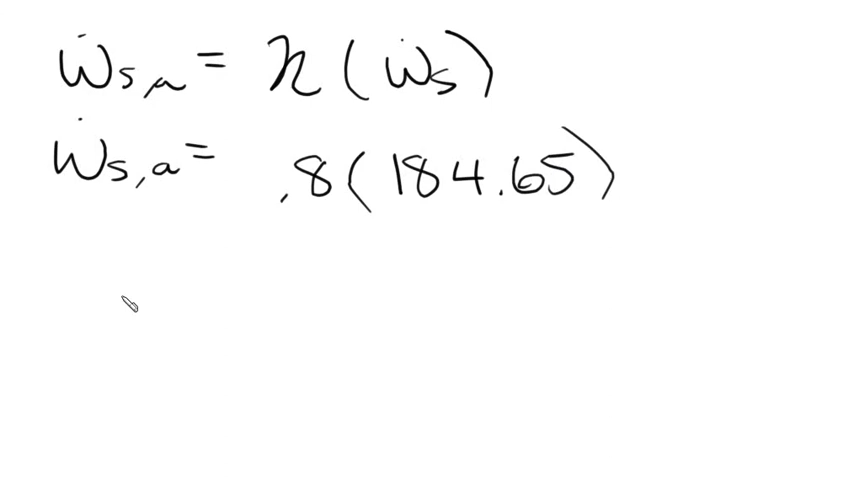 Ẇs,a = η(Ẇs)
Ẇs,a = .8(184.65)